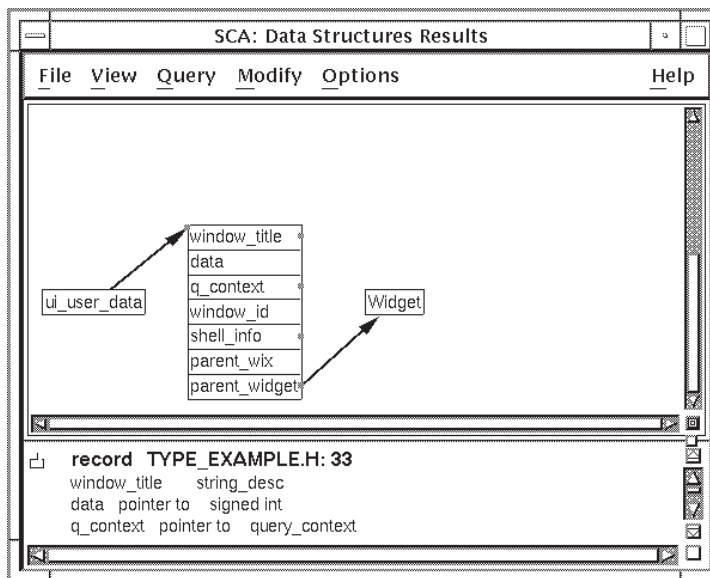 SCA: Data Structures Results
File View Query Modify Options Help
window_title
data
q_context
ui_user_data
window_id
Widget
shell_info
parent_wix
parent_widget
record TYPE_EXAMPLE.H: 33
window_title string_desc
data pointer to signed int
q_context pointer to query_context